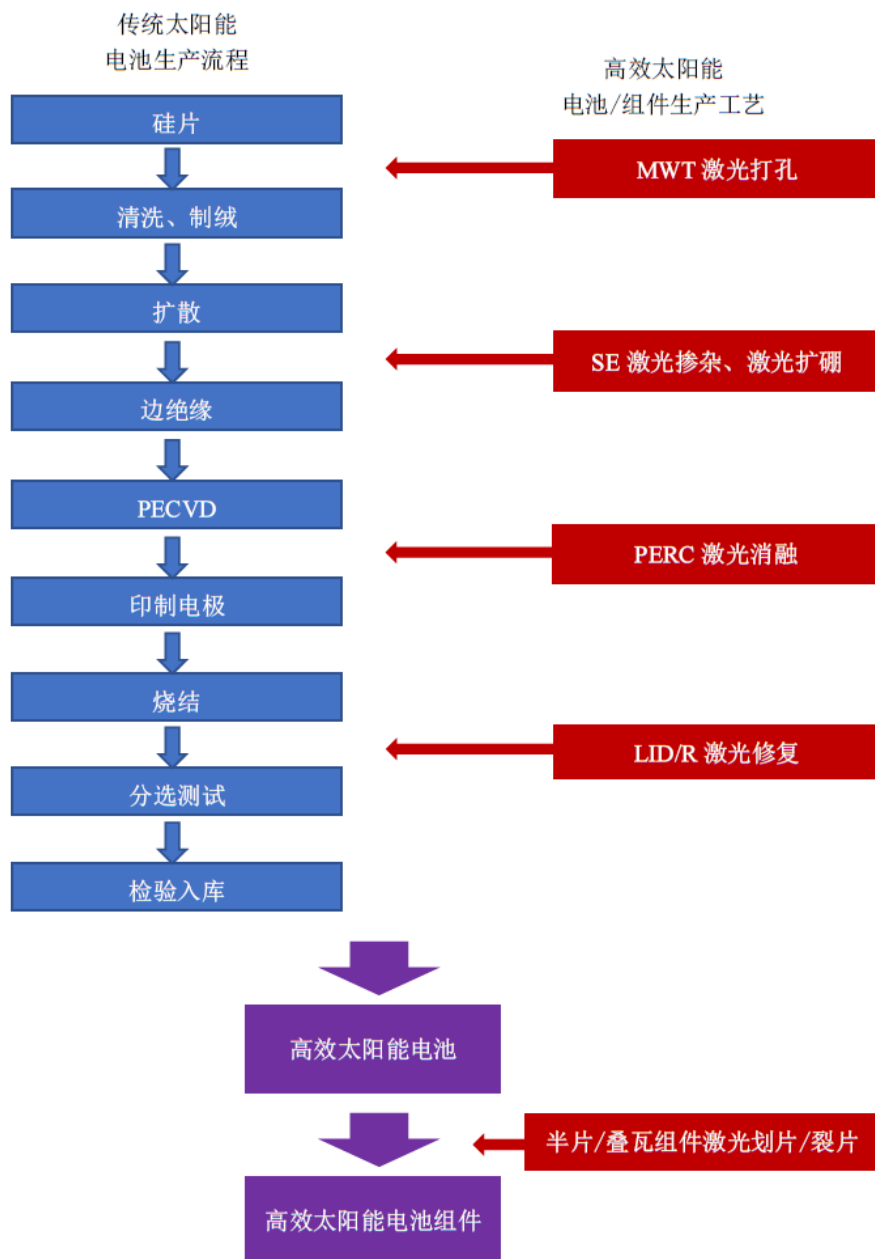 传统太阳能
电池生产流程
高效太阳能
电池/组件生产工艺
硅片
MWT 激光打孔
清洗、制绒
扩散
SE 激光掺杂、激光扩硼
边绝缘
PECVD
PERC 激光消融
印制电极
烧结
LID/R 激光修复
分选测试
检验入库
高效太阳能电池
半片/叠瓦组件激光划片/裂片
高效太阳能电池组件